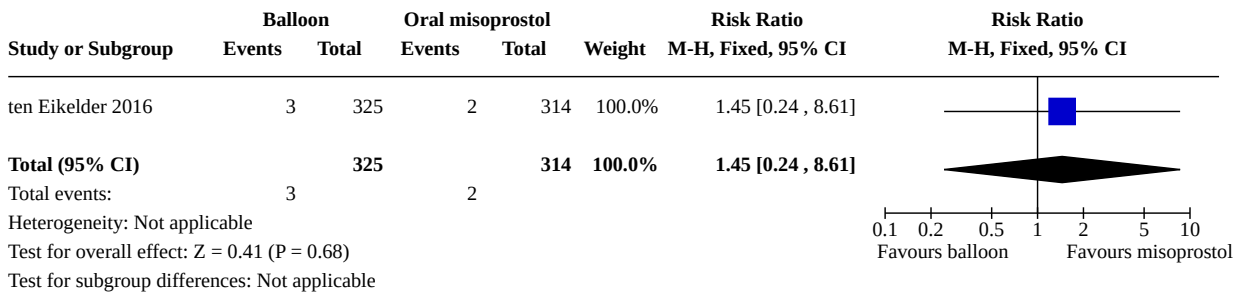 Balloon Oral misoprostol Risk Ratio Risk Ratio
Study or Subgroup Events Total Events Total Weight M-H, Fixed, 95% CI M-H, Fixed, 95% CI
ten Eikelder 2016 3 325 2 314 100.0% 1.45 [0.24 , 8.61]
Total (95% CI) 325 314 100.0% 1.45 [0.24 , 8.61]
Total events: 3 2
Heterogeneity: Not applicable
0.1 0.2 0.5 1 2 5 10
Test for overall effect: Z = 0.41 (P = 0.68) Favours balloon Favours misoprostol
Test for subgroup differences: Not applicable